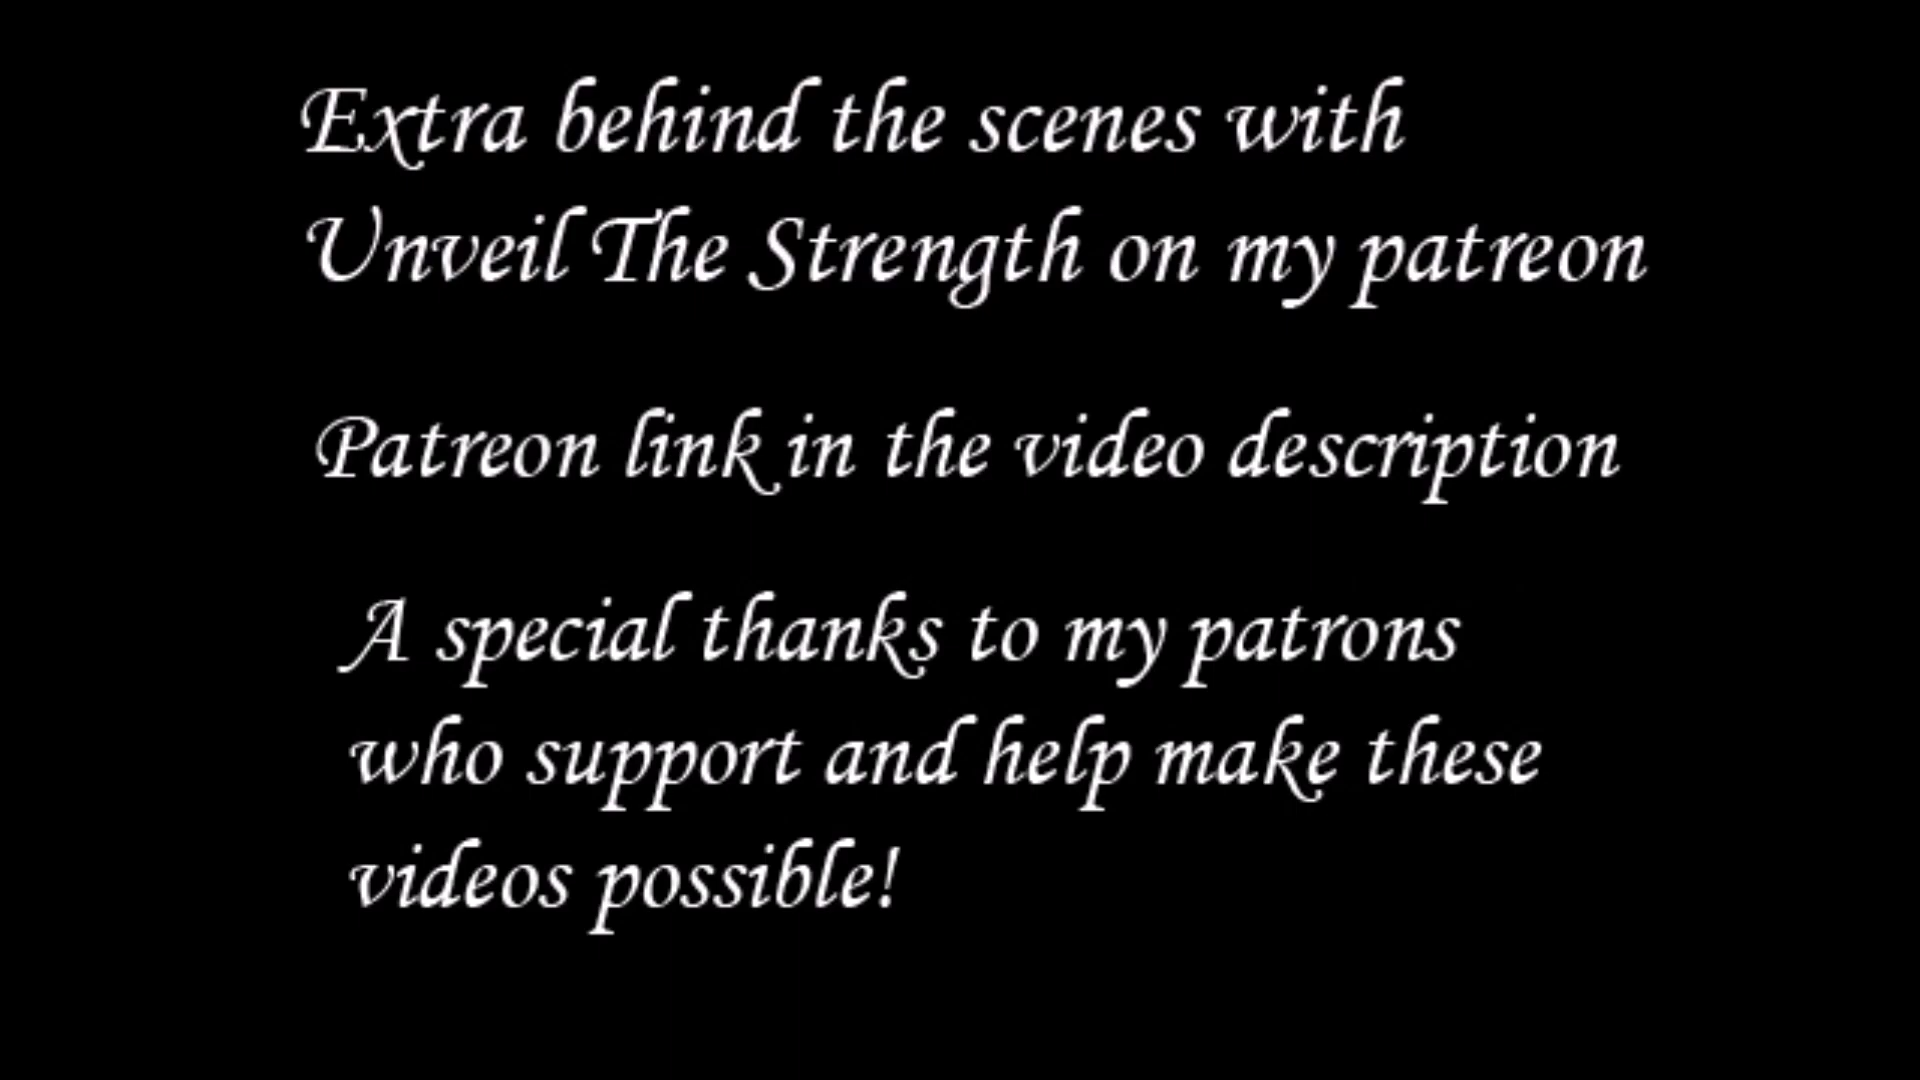 Extra behind the scenes with
Unveil The Strength on my patreon
Patreon link in the video description
A special thanks to my patrons
who support and help make these
videos possible!